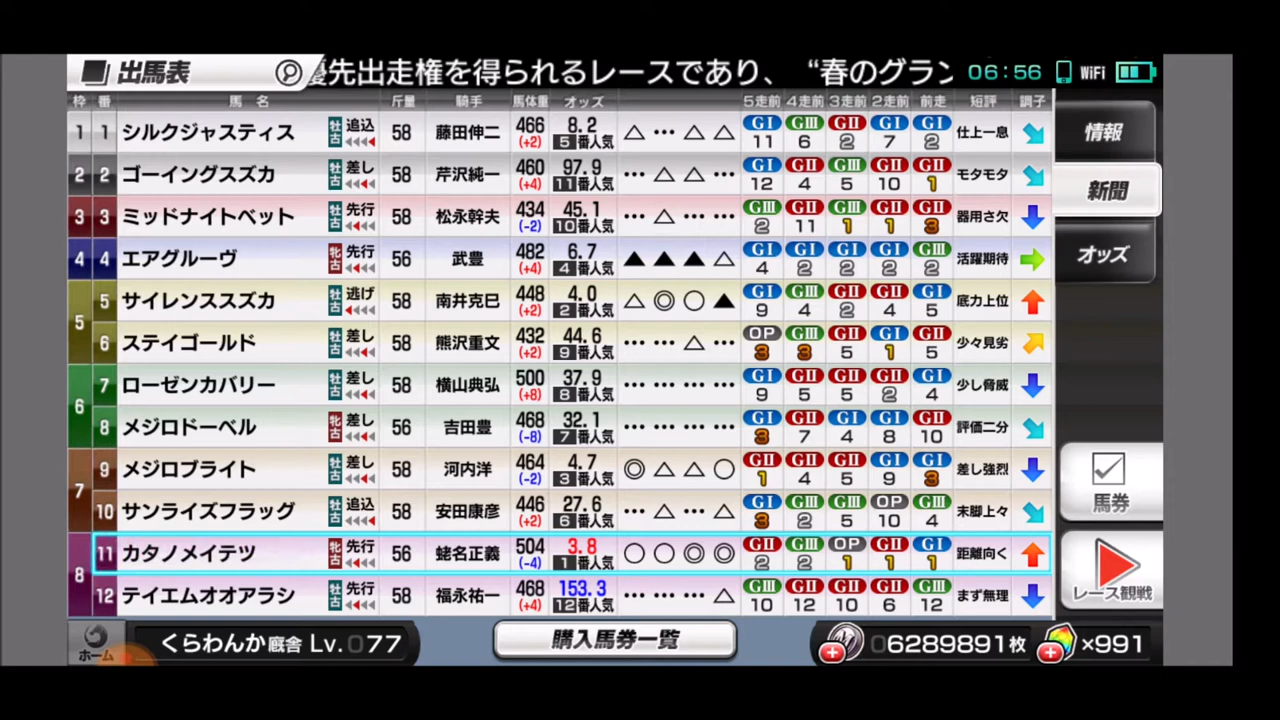 出馬表 優先出走権を得られるレースであり、“春のグラン 06:56 WiFi
枠 番 馬名 斤量 騎手 馬体重 オッズ 5走前 4走前 3走前 2走前 前走 短評 調子
1 1 シルクジャスティス 牡古 追込 58 藤田伸二 466 (+2) 8.2 5番人気 △ … △ △ GI 11 GIII 6 GII 2 GI 7 GI 2 仕上一息
2 2 ゴーイングスズカ 牡古 差し 58 芹沢純一 460 (+4) 97.9 11番人気 … △ △ … GI 12 GII 4 GIII 5 GII 10 GII 1 モタモタ
3 3 ミッドナイトベット 牡古 先行 58 松永幹夫 434 (-2) 45.1 10番人気 … △ … … GIII 2 GII 11 GIII 1 GII 1 GII 3 器用さ欠
4 4 エアグルーヴ 牝古 先行 56 武豊 482 (+4) 6.7 4番人気 ▲ ▲ ▲ △ GI 4 GI 2 GI 2 GII 2 GIII 2 活躍期待
5 5 サイレンススズカ 牡古 逃げ 58 南井克巳 448 (+2) 4.0 2番人気 △ ◎ ○ ▲ GI 9 GIII 4 GII 2 GI 4 GII 5 底力上位
6 ステイゴールド 牡古 差し 58 熊沢重文 432 (+2) 44.6 9番人気 … … △ … OP 3 GIII 3 GII 5 GI 1 GII 5 少々見劣
6 7 ローゼンカバリー 牡古 差し 58 横山典弘 500 (+8) 37.9 8番人気 … … … … GI 9 GII 5 GII 5 GII 2 GI 4 少し脅威
8 メジロドーベル 牝古 差し 56 吉田豊 468 (-8) 32.1 7番人気 … … … … GI 3 GII 7 GI 4 GI 8 GII 10 評価二分
7 9 メジロブライト 牡古 差し 58 河内洋 464 (-2) 4.7 3番人気 ◎ △ △ ○ GII 1 GII 4 GII 5 GI 9 GI 3 差し強烈
10 サンライズフラッグ 牡古 追込 58 安田康彦 446 (+2) 27.6 6番人気 … △ … △ GI 3 GIII 2 GIII 5 OP 10 GIII 4 末脚上々
8 11 カタノメイテツ 牝古 先行 56 蛯名正義 504 (-4) 3.8 1番人気 ○ ○ ◎ ◎ GII 2 GIII 2 OP 1 GII 1 GI 1 距離向く
12 テイエムオオアラシ 牡古 先行 58 福永祐一 468 (+4) 153.3 12番人気 … … … △ GIII 10 GIII 12 GIII 10 GII 6 GIII 12 まず無理
情報
新聞
オッズ
馬券
レース観戦
ホーム くらわんか厩舎 Lv.077 購入馬券一覧 06289891枚 ×991